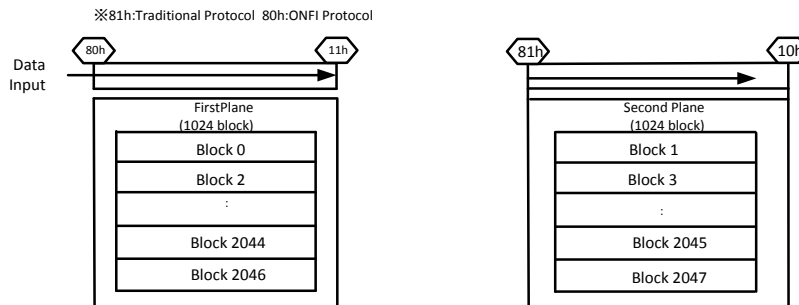 ※81h:Traditional Protocol 80h:ONFI Protocol
80h
11h
Data
Input
FirstPlane
(1024 block)
Block 0
Block 2
:
Block 2044
Block 2046
81h
10h
Second Plane
(1024 block)
Block 1
Block 3
:
Block 2045
Block 2047